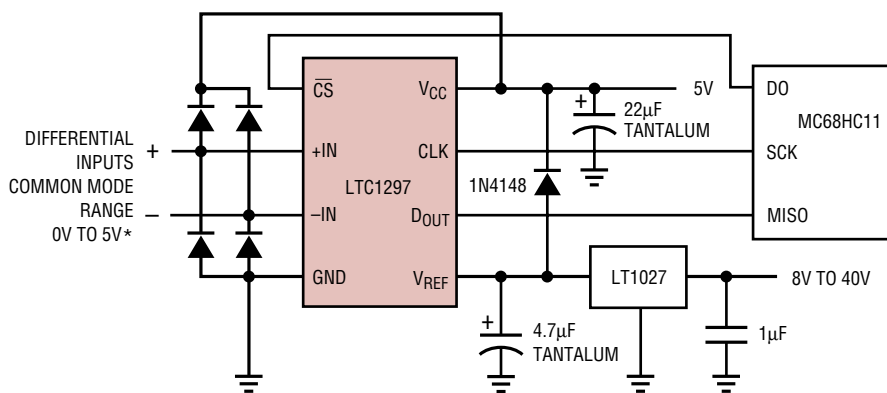 DIFFERENTIAL
INPUTS
COMMON MODE
RANGE
0V TO 5V*
+
–
CS
+IN
–IN
GND
LTC1297
VCC
CLK
DOUT
VREF
+
22µF
TANTALUM
5V
1N4148
DO
MC68HC11
SCK
MISO
LT1027
8V TO 40V
+
4.7µF
TANTALUM
1µF